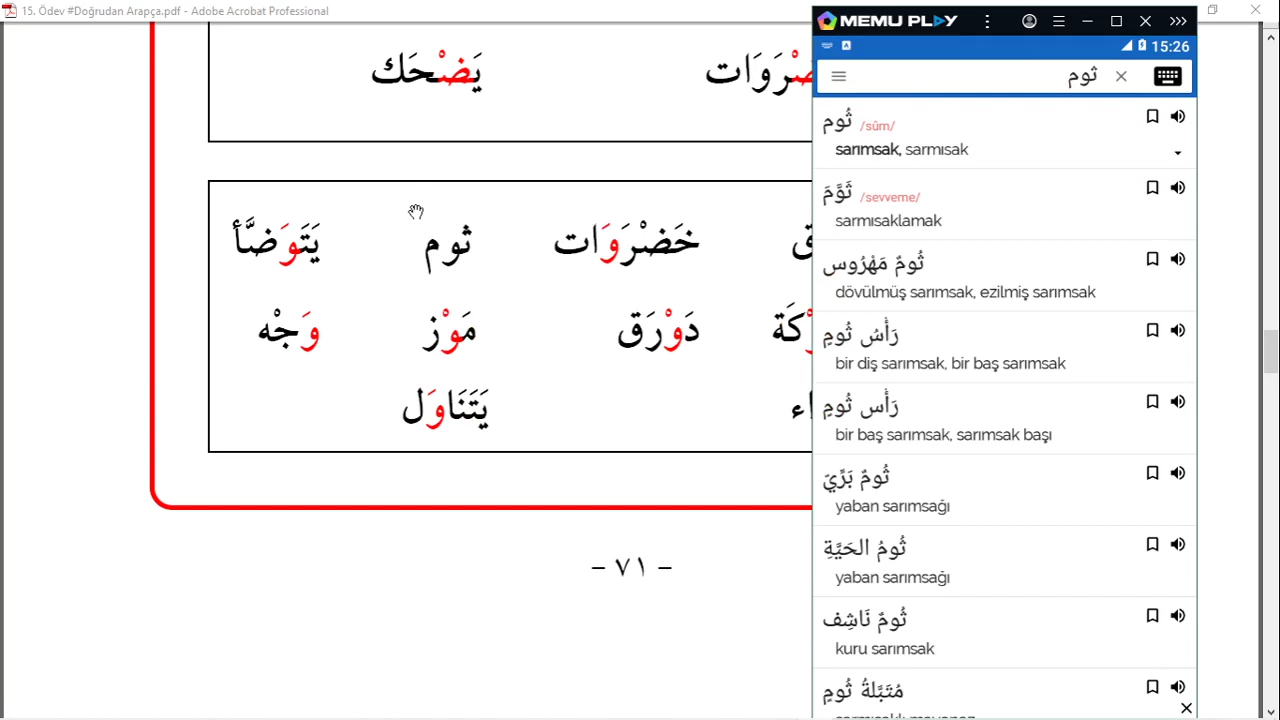 15. Ödev #Doğrudan Arapça.pdf - Adobe Acrobat Professional
يَضْحَك
خَضْرَوَات ثوم يَتَوَضَّأ
دَوْرَق مَوْز وَجْه
يَتَنَاوَل
- ٧١ -
MEMU PLAY
15:26
ثوم
ثُوم /sûm/
sarımsak, sarmısak
ثَوَّمَ /sevveme/
sarmısaklamak
ثُومٌ مَهْرُوس
dövülmüş sarımsak, ezilmiş sarımsak
رَأْسُ ثُومٍ
bir diş sarımsak, bir baş sarımsak
رَأْس ثُومٍ
bir baş sarımsak, sarımsak başı
ثُومٌ بَرِّيّ
yaban sarımsağı
ثُومُ الحَيَّةِ
yaban sarımsağı
ثُومٌ نَاشِف
kuru sarımsak
مُتَبَّلَةُ ثُومٍ